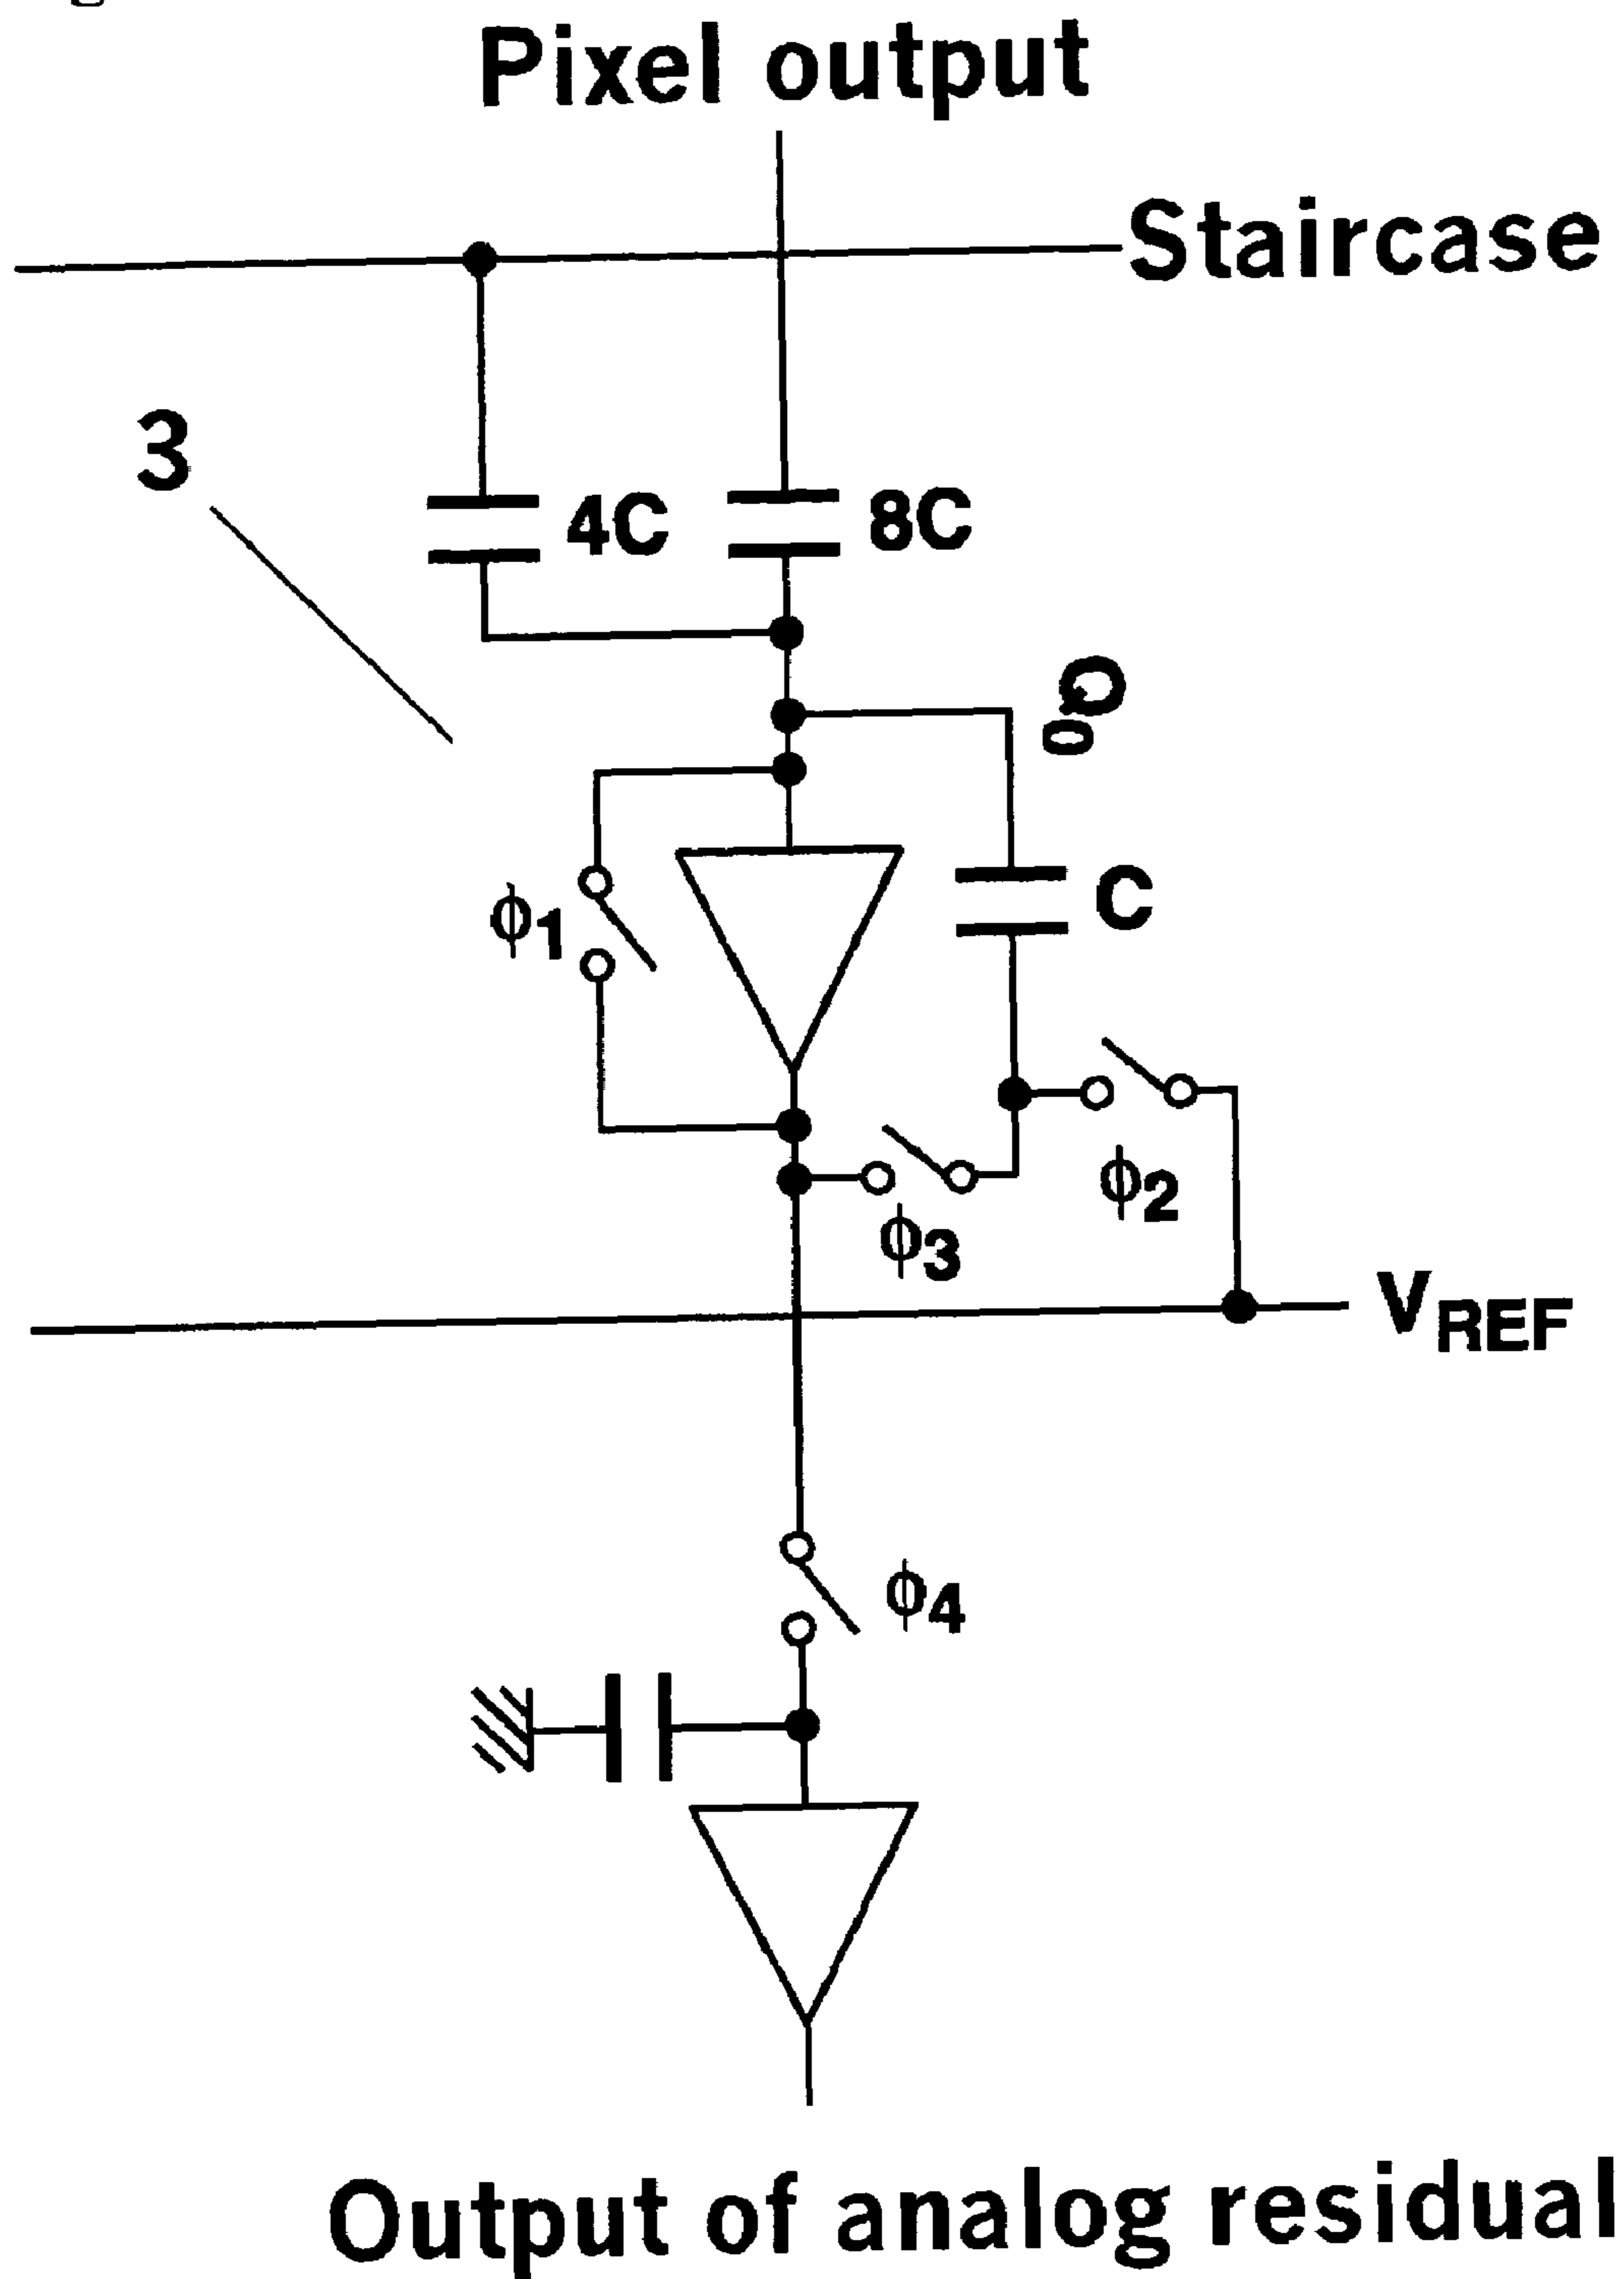 Pixel output
Staircase
3
4C
8C
Q0
C
ϕ1
ϕ2
ϕ3
VREF
ϕ4
Output of analog residual